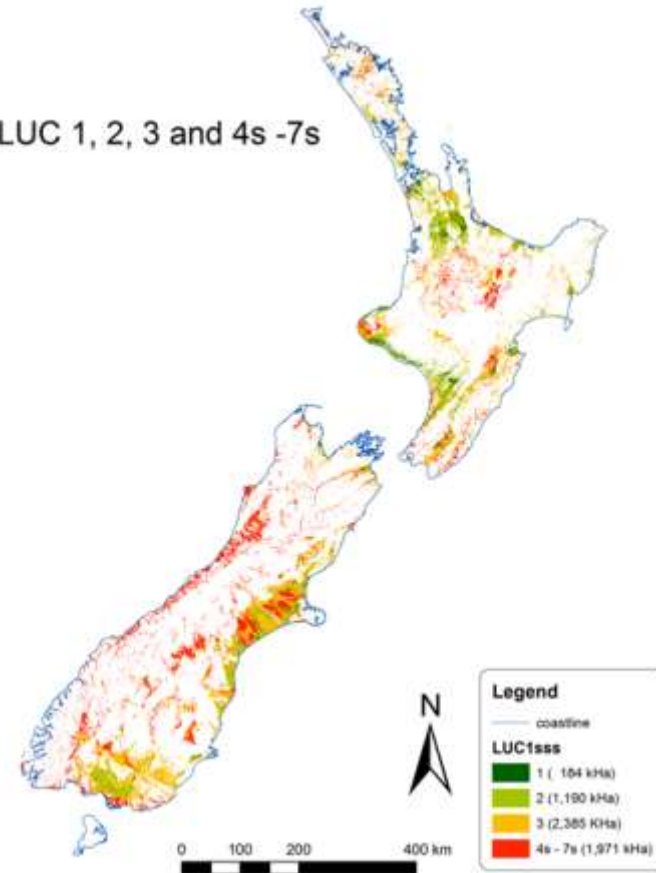 LUC 1, 2, 3 and 4s -7s
N
Legend
coastline
LUC1sss
1 ( 184 kHa)
2 (1,190 kHa)
3 (2,385 KHa)
4s - 7s (1,971 kHa)
0 100 200 400 km